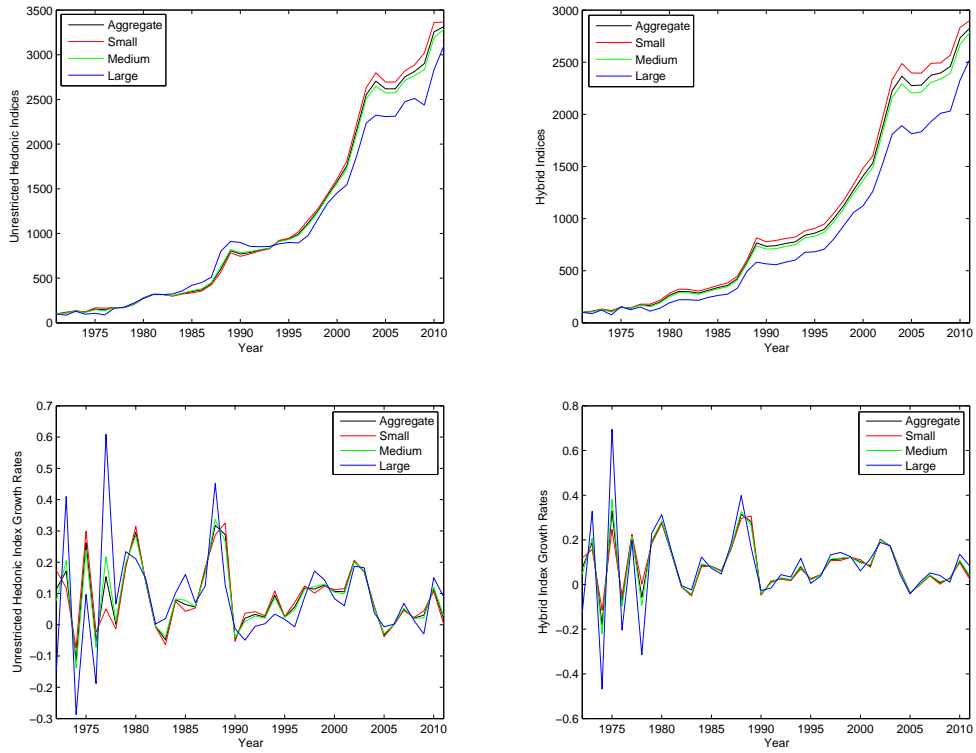 Unrestricted Hedonic Indices
3500
3000
2500
2000
1500
1000
500
0
1975
1980
1985
1990
1995
2000
2005
2010
Year
Aggregate
Small
Medium
Large
Hybrid Indices
3000
2500
2000
1500
1000
500
0
1975
1980
1985
1990
1995
2000
2005
2010
Year
Aggregate
Small
Medium
Large
Unrestricted Hedonic Index Growth Rates
0.7
0.6
0.5
0.4
0.3
0.2
0.1
0
−0.1
−0.2
−0.3
1975
1980
1985
1990
1995
2000
2005
2010
Year
Aggregate
Small
Medium
Large
Hybrid Index Growth Rates
0.8
0.6
0.4
0.2
0
−0.2
−0.4
−0.6
1975
1980
1985
1990
1995
2000
2005
2010
Year
Aggregate
Small
Medium
Large